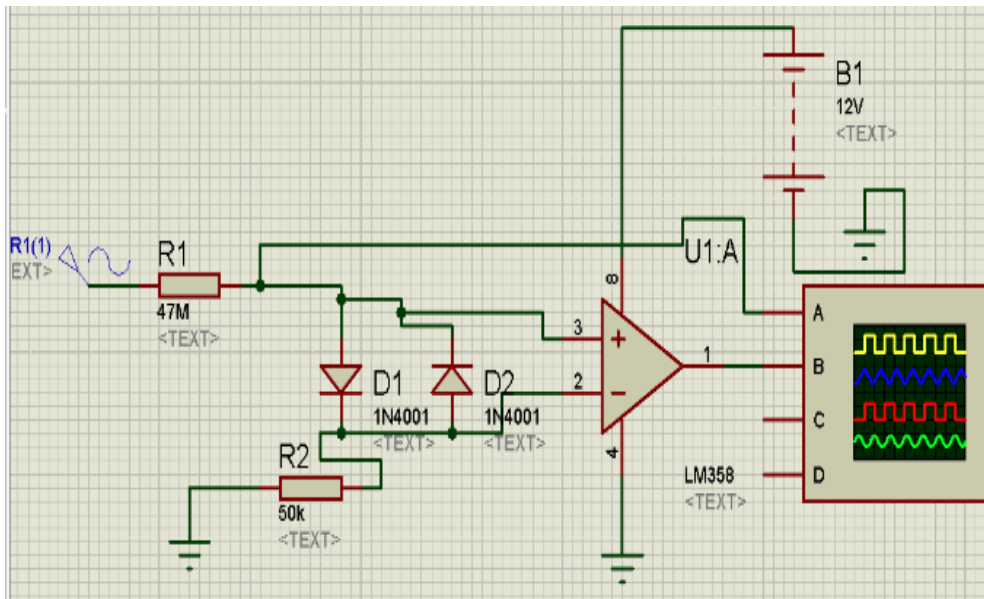 B1
12V
<TEXT>
R1(1)
EXT>
R1
47M
<TEXT>
U1:A
8
3
2
1
4
A
B
C
D
D1
1N4001
<TEXT>
D2
1N4001
<TEXT>
R2
50k
<TEXT>
LM358
<TEXT>